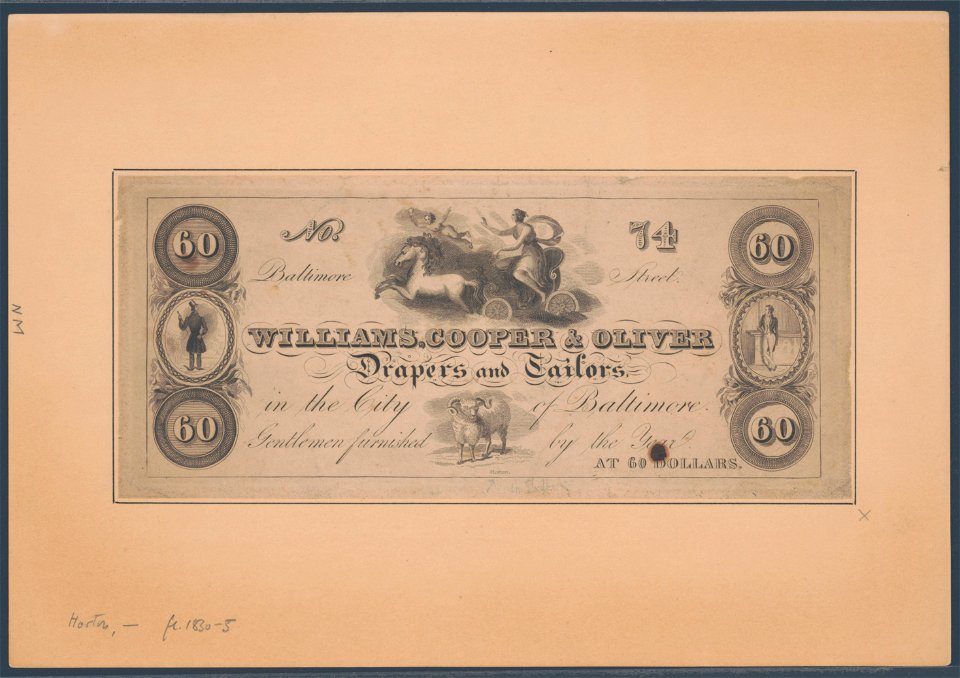 60
No.
74
60
Baltimore
Street.
WILLIAMS, COOPER & OLIVER
Drapers and Tailors.
in the City of Baltimore.
60
Gentlemen furnished by the Year
60
AT 60 DOLLARS.
Horton.
NM
X
Horton, — fl. 1830-5